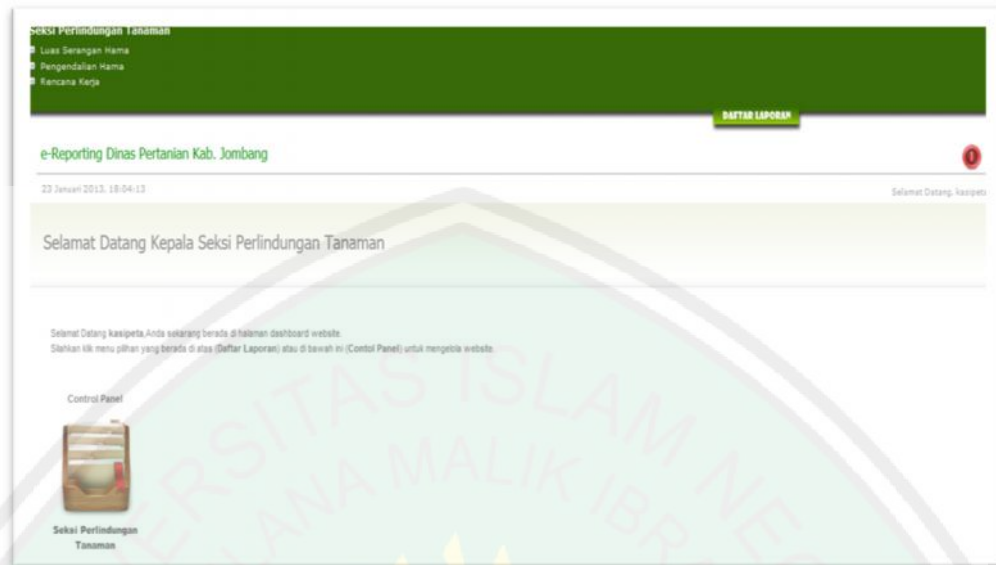 Seksi Perlindungan Tanaman
Luas Serangan Hama
Pengendalian Hama
Rencana Kerja
DAFTAR LAPORAN
e-Reporting Dinas Pertanian Kab. Jombang
23 Januari 2013, 18:04:13
Selamat Datang, kasipeta
Selamat Datang Kepala Seksi Perlindungan Tanaman
Selamat Datang kasipeta,Anda sekarang berada di halaman dashboard website.
Silahkan klik menu pilihan yang berada di atas (Daftar Laporan) atau di bawah ini (Contol Panel) untuk mengelola website.
Control Panel
Seksi Perlindungan
Tanaman